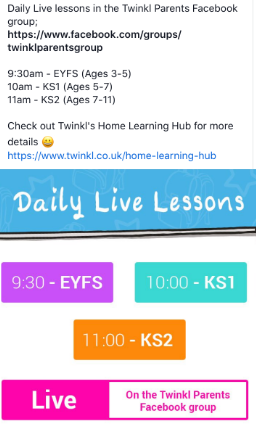 Daily Live lessons in the Twinkl Parents Facebook
group;
https://www.facebook.com/groups/
twinklparentsgroup
9:30am - EYFS (Ages 3-5)
10am - KS1 (Ages 5-7)
11am - KS2 (Ages 7-11)
Check out Twinkl's Home Learning Hub for more
details 😀
https://www.twinkl.co.uk/home-learning-hub
Daily Live Lessons
9:30 - EYFS
10:00 - KS1
11:00 - KS2
Live
On the Twinkl Parents
Facebook group